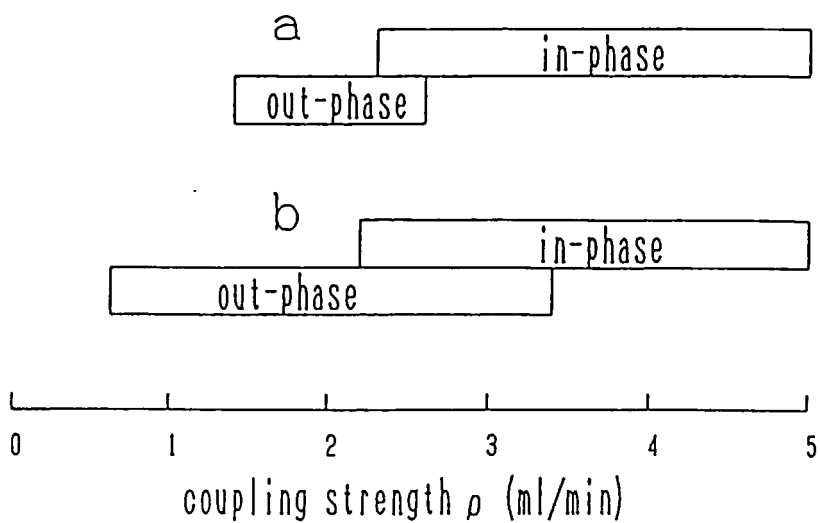 a
in-phase
out-phase
b
in-phase
out-phase
0 1 2 3 4 5
coupling strength ρ (ml/min)